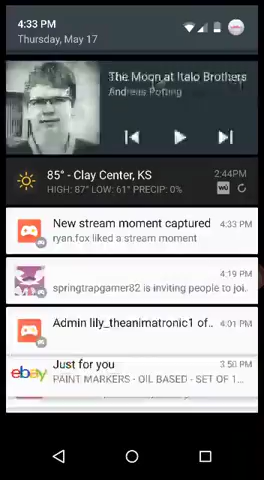 4:33 PM
Thursday, May 17
The Moon at Italo Brothers
Andreas Potting
85° - Clay Center, KS
2:44PM
HIGH: 87° LOW: 61° PRECIP: 0%
wu
New stream moment captured
4:33 PM
ryan.fox liked a stream moment
4:19 PM
springtrapgamer82 is inviting people to joi..
Admin lily_theanimatronic1 of..
4:01 PM
Just for you
3:50 PM
ebay
PAINT MARKERS - OIL BASED - SET OF 1...